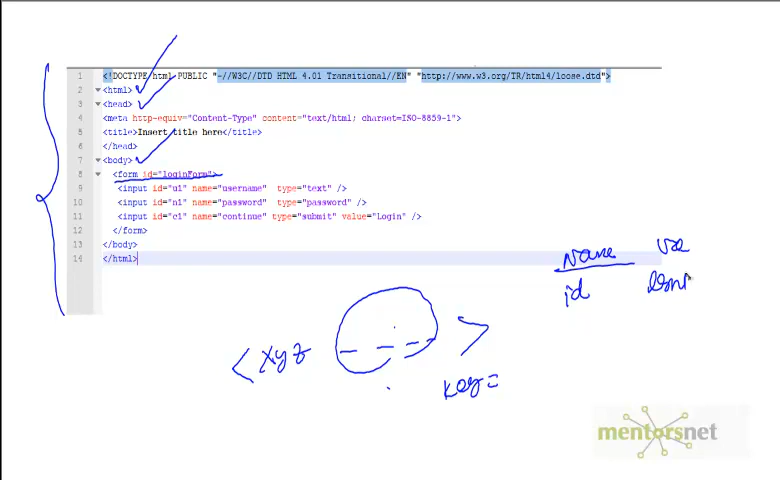 1 <!DOCTYPE html PUBLIC "-//W3C//DTD HTML 4.01 Transitional//EN" "http://www.w3.org/TR/html4/loose.dtd">
2 <html>
3 <head>
4 <meta http-equiv="Content-Type" content="text/html; charset=ISO-8859-1">
5 <title>Insert title here</title>
6 </head>
7 <body>
8 <form id="loginForm">
9 <input id="u1" name="username" type="text" />
10 <input id="n1" name="password" type="password" />
11 <input id="c1" name="continue" type="submit" value="Login" />
12 </form>
13 </body>
14 </html>
Name
id
<xyz - - - >
key=
mentorsnet